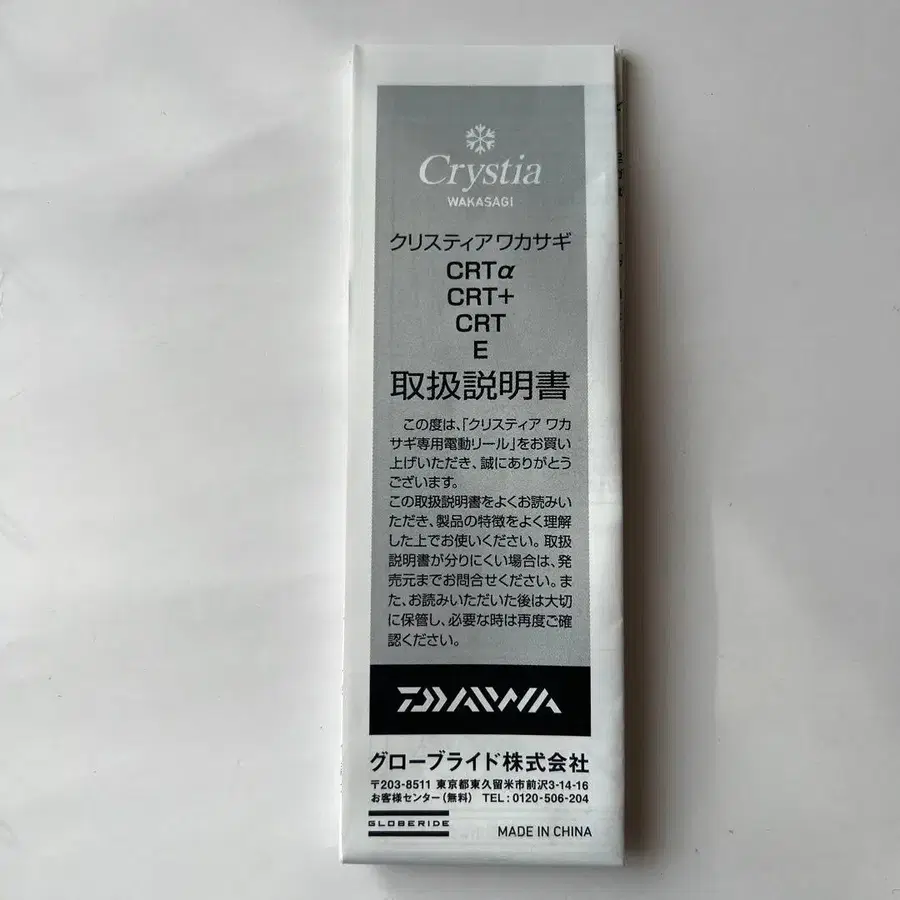 Crystia
WAKASAGI
クリスティアワカサギ
CRTα
CRT+
CRT
E
取扱説明書
この度は、「クリスティア ワカ
サギ専用電動リール」をお買い
上げいただき、誠にありがとう
ございます。
この取扱説明書をよくお読みい
ただき、製品の特徴をよく理解
した上でお使いください。取扱
説明書が分りにくい場合は、発
売元までお問合せください。ま
た、お読みいただいた後は大切
に保管し、必要な時は再度ご確
認ください。
DAIWA
グローブライド株式会社
〒203-8511 東京都東久留米市前沢3-14-16
お客様センター(無料) TEL:0120-506-204
GLOBERIDE
MADE IN CHINA